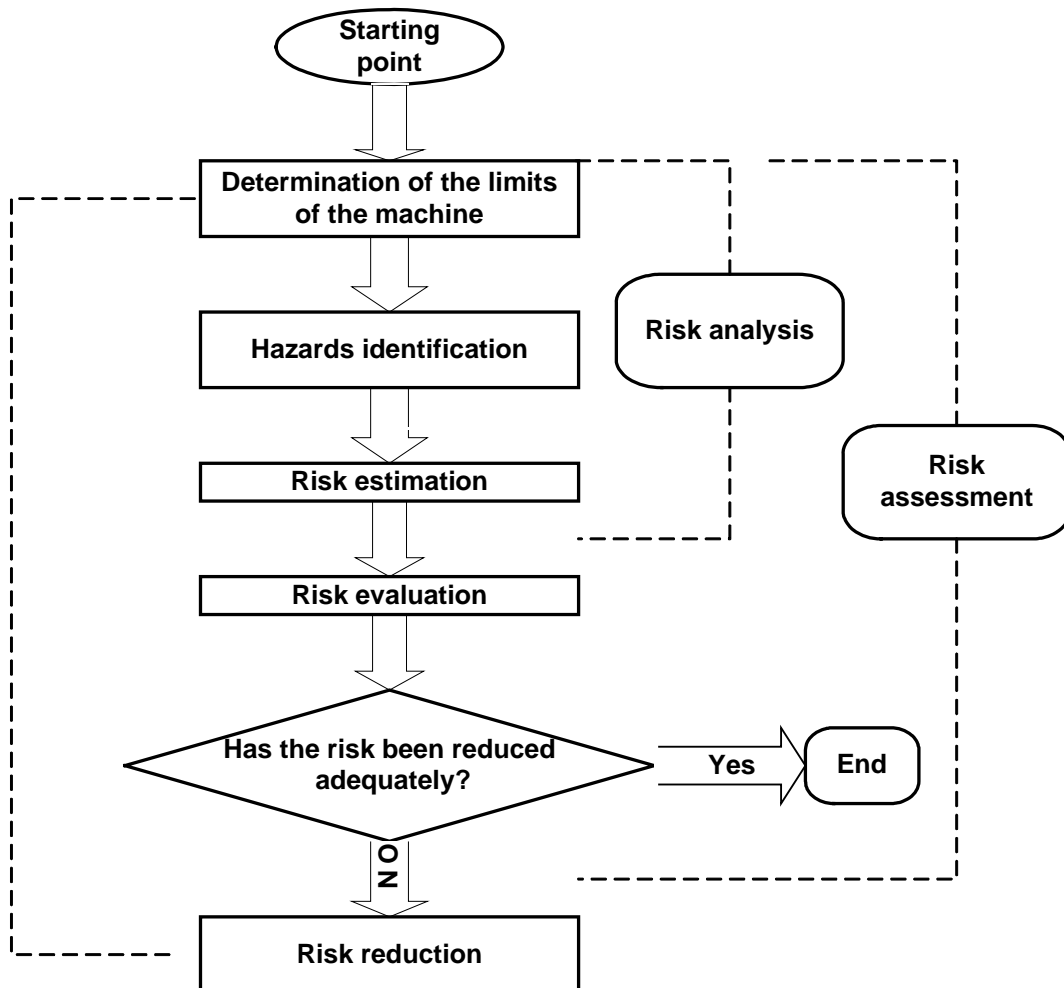 Starting
point
Determination of the limits
of the machine
Hazards identification
Risk analysis
Risk
assessment
Risk estimation
Risk evaluation
Has the risk been reduced
adequately?
Yes
End
NO
Risk reduction